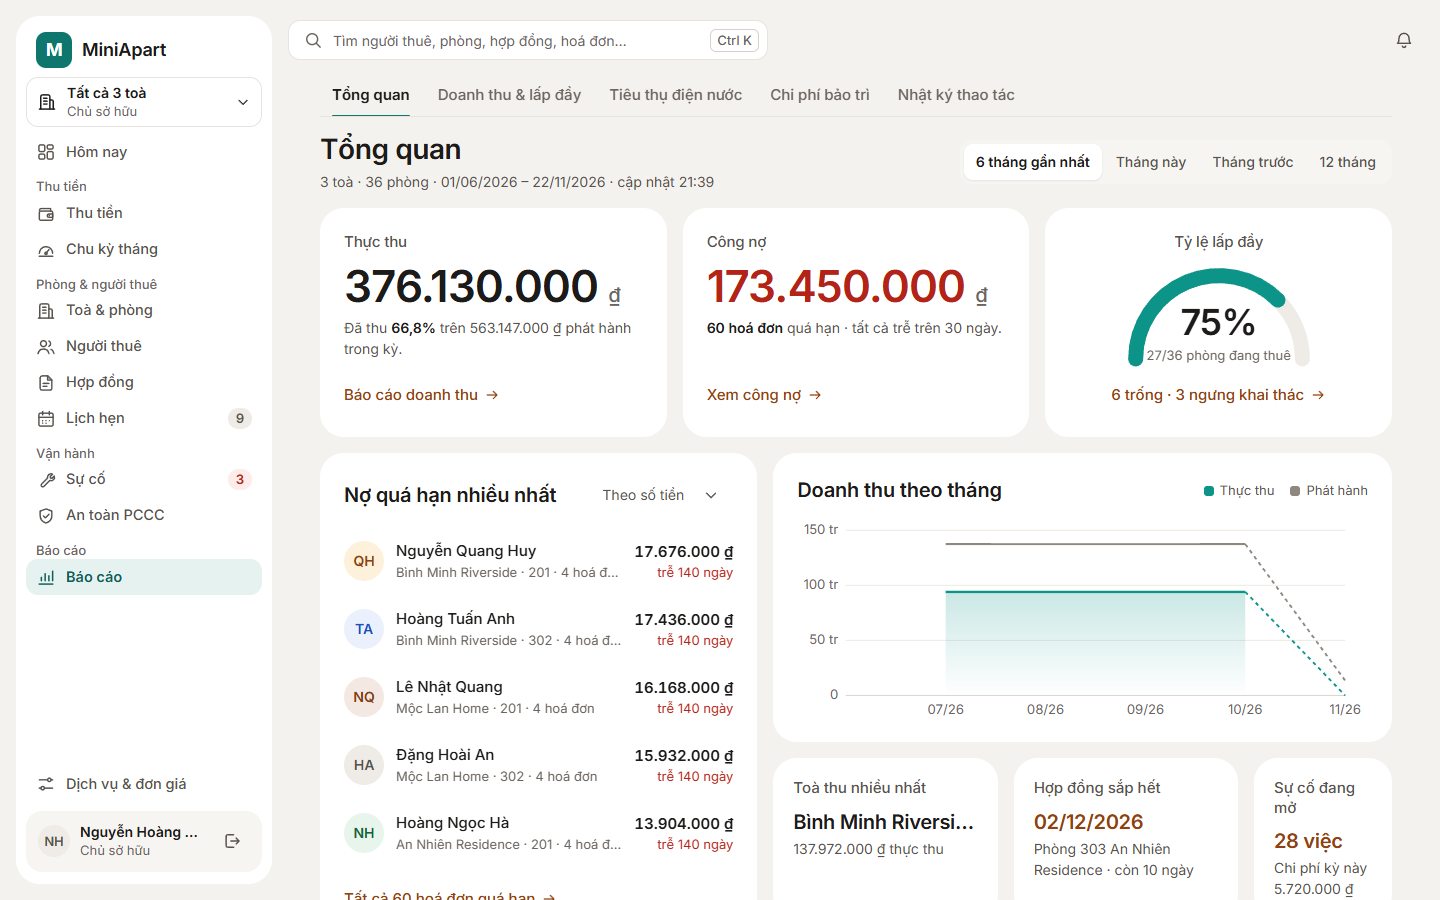 M MiniApart
Tất cả 3 toà
Chủ sở hữu
Hôm nay
Thu tiền
Thu tiền
Chu kỳ tháng
Phòng & người thuê
Toà & phòng
Người thuê
Hợp đồng
Lịch hẹn 9
Vận hành
Sự cố 3
An toàn PCCC
Báo cáo
Báo cáo
Dịch vụ & đơn giá
NH Nguyễn Hoàng ...
Chủ sở hữu
Tìm người thuê, phòng, hợp đồng, hoá đơn... Ctrl K
Tổng quan Doanh thu & lấp đầy Tiêu thụ điện nước Chi phí bảo trì Nhật ký thao tác
Tổng quan
3 toà · 36 phòng · 01/06/2026 – 22/11/2026 · cập nhật 21:39
6 tháng gần nhất Tháng này Tháng trước 12 tháng
Thực thu
376.130.000 ₫
Đã thu 66,8% trên 563.147.000 ₫ phát hành
trong kỳ.
Báo cáo doanh thu →
Công nợ
173.450.000 ₫
60 hoá đơn quá hạn · tất cả trễ trên 30 ngày.
Xem công nợ →
Tỷ lệ lấp đầy
75%
27/36 phòng đang thuê
6 trống · 3 ngưng khai thác →
Nợ quá hạn nhiều nhất Theo số tiền
QH Nguyễn Quang Huy 17.676.000 ₫
Bình Minh Riverside · 201 · 4 hoá đ... trễ 140 ngày
TA Hoàng Tuấn Anh 17.436.000 ₫
Bình Minh Riverside · 302 · 4 hoá đ... trễ 140 ngày
NQ Lê Nhật Quang 16.168.000 ₫
Mộc Lan Home · 201 · 4 hoá đơn trễ 140 ngày
HA Đặng Hoài An 15.932.000 ₫
Mộc Lan Home · 302 · 4 hoá đơn trễ 140 ngày
NH Hoàng Ngọc Hà 13.904.000 ₫
An Nhiên Residence · 201 · 4 hoá đ... trễ 140 ngày
Tất cả 60 hoá đơn quá hạn →
Doanh thu theo tháng Thực thu Phát hành
150 tr
100 tr
50 tr
0
07/26 08/26 09/26 10/26 11/26
Toà thu nhiều nhất
Bình Minh Riversi...
137.972.000 ₫ thực thu
Hợp đồng sắp hết
02/12/2026
Phòng 303 An Nhiên
Residence · còn 10 ngày
Sự cố đang
mở
28 việc
Chi phí kỳ này
5.720.000 ₫